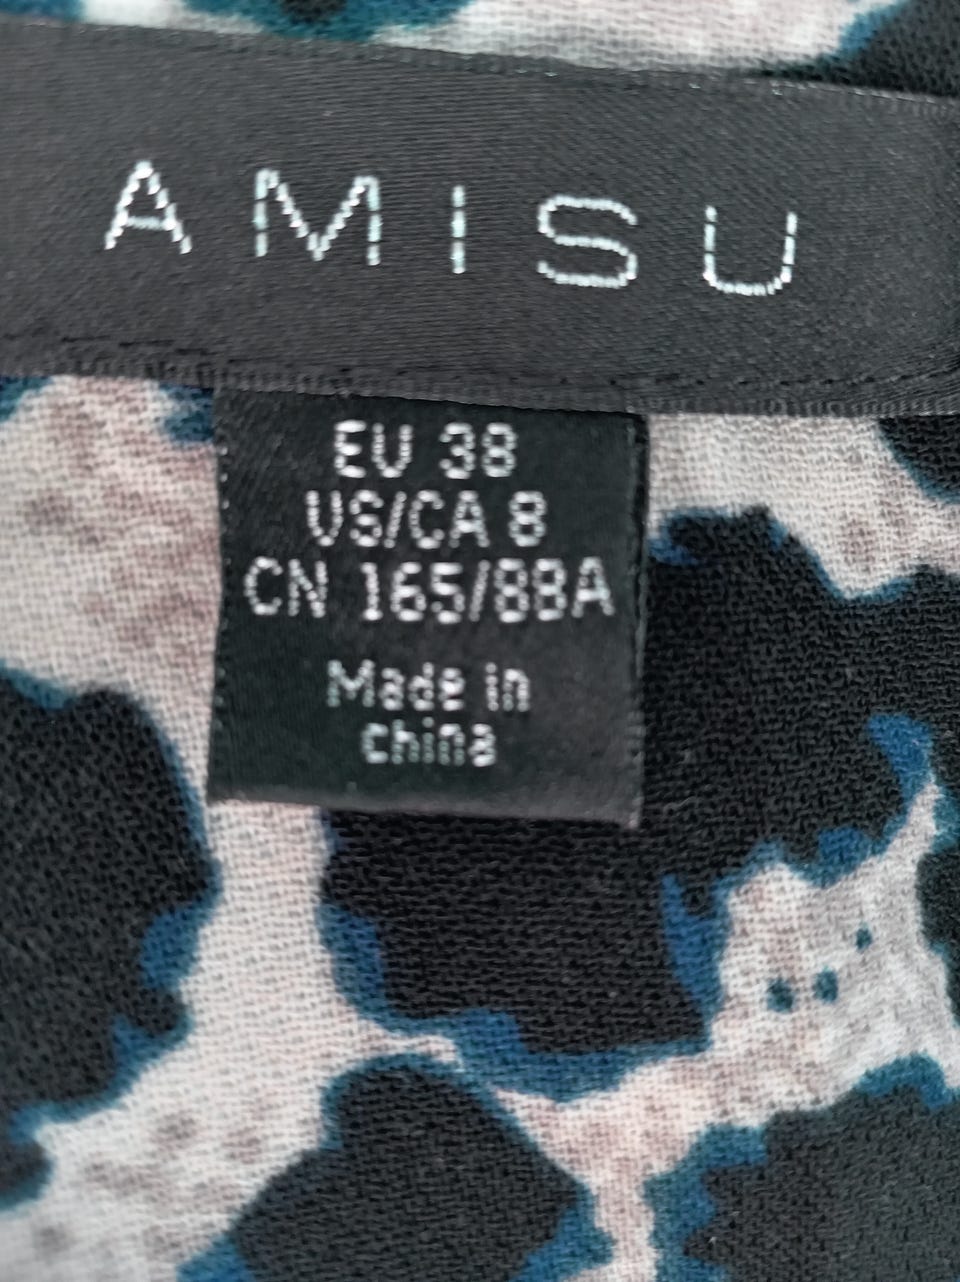 AMISU
EU 38
US/CA 8
CN 165/88A
Made in
china